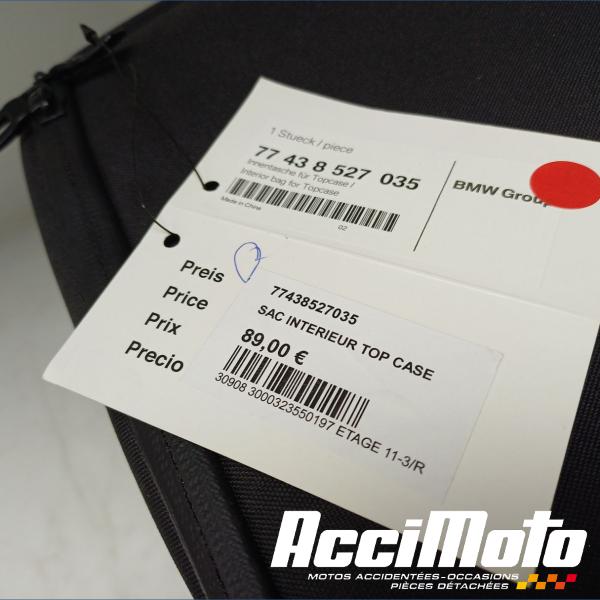 1 Stueck / piece
77 43 8 527 035
Innentasche für Topcase /
Interior bag for Topcase
Made in China
02
BMW Group
Preis
Price
Prix
Precio
77438527035
SAC INTERIEUR TOP CASE
89,00 €
30908 3000323550197 ETAGE 11-3/R
AcciMoto
MOTOS ACCIDENTÉES-OCCASIONS
PIÈCES DÉTACHÉES